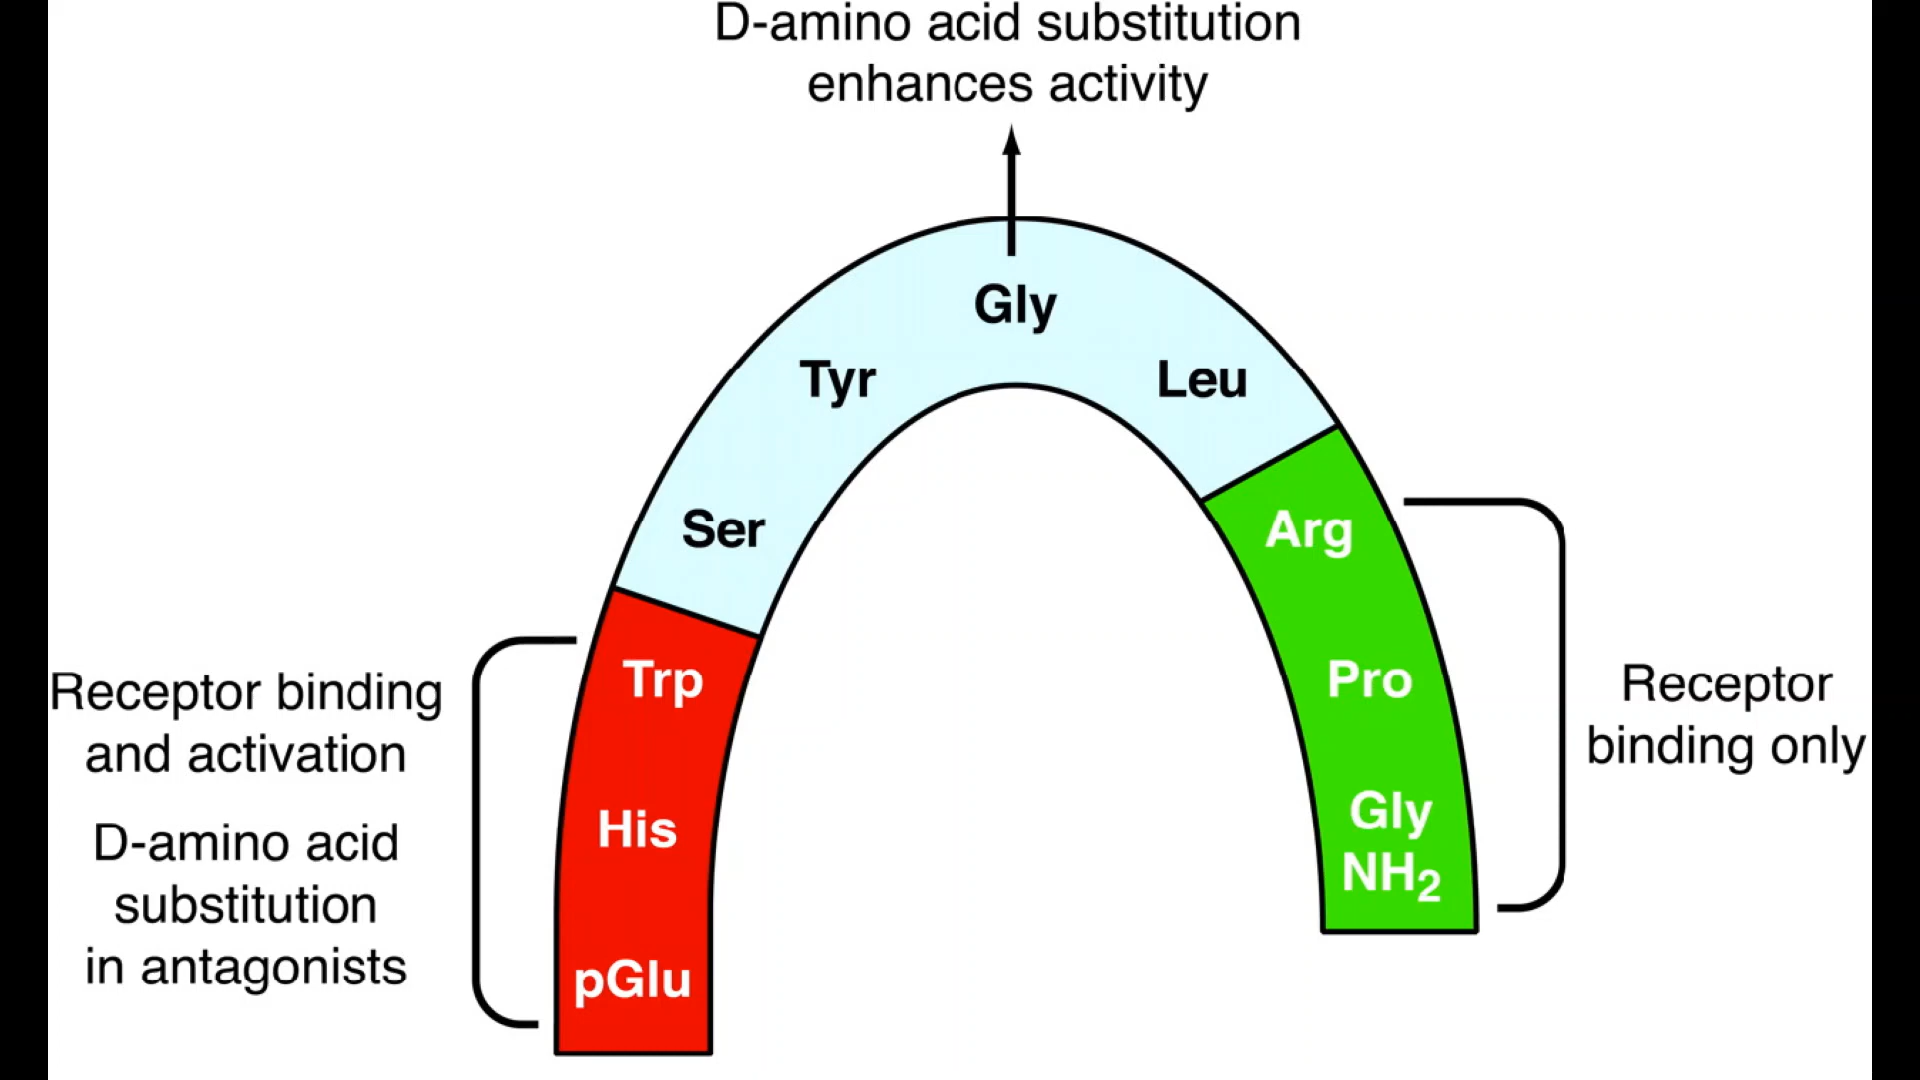 D-amino acid substitution
enhances activity
Gly
Tyr
Leu
Ser
Arg
Trp
Pro
His
Gly
NH2
pGlu
Receptor binding
and activation
D-amino acid
substitution
in antagonists
Receptor
binding only